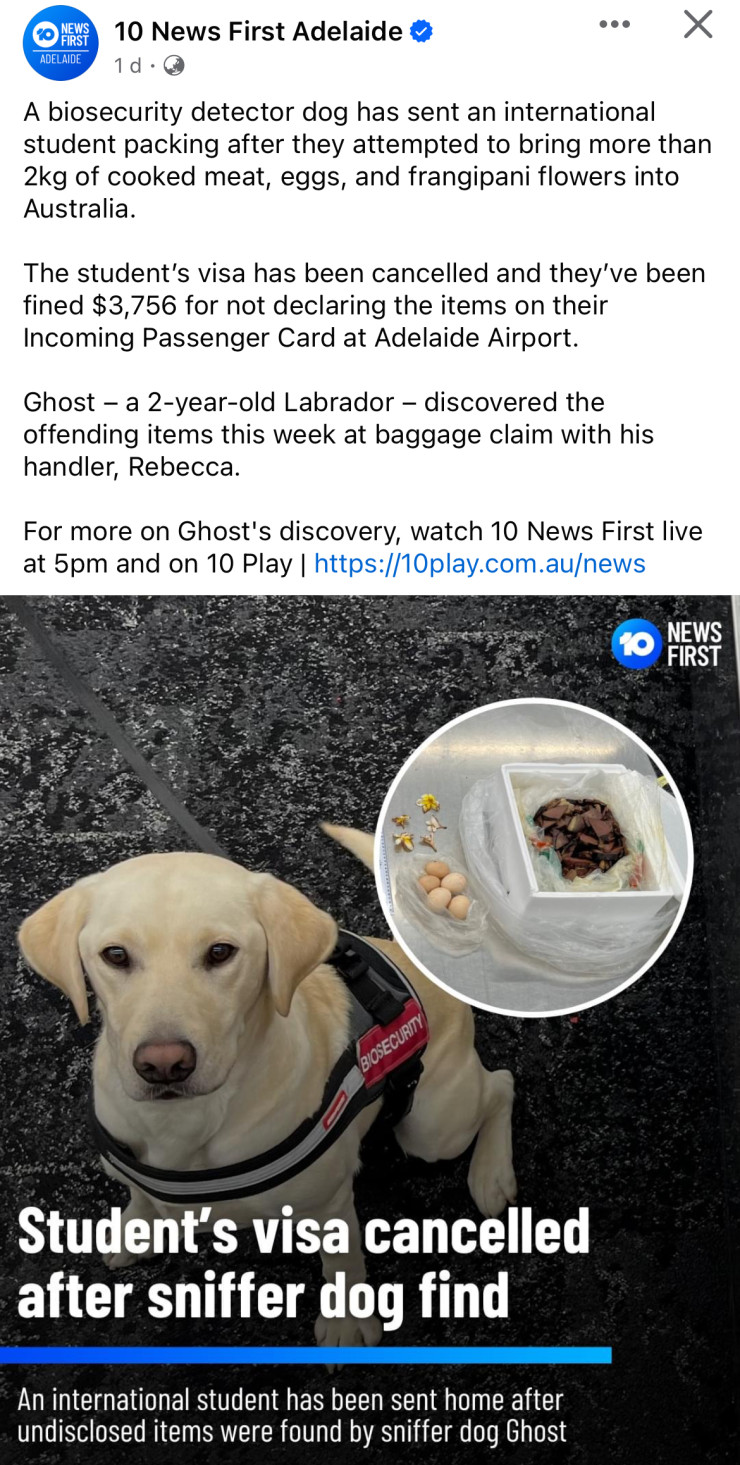 10 NEWS
FIRST
ADELAIDE
10 News First Adelaide
1 d ·
A biosecurity detector dog has sent an international
student packing after they attempted to bring more than
2kg of cooked meat, eggs, and frangipani flowers into
Australia.
The student’s visa has been cancelled and they’ve been
fined $3,756 for not declaring the items on their
Incoming Passenger Card at Adelaide Airport.
Ghost – a 2-year-old Labrador – discovered the
offending items this week at baggage claim with his
handler, Rebecca.
For more on Ghost's discovery, watch 10 News First live
at 5pm and on 10 Play | https://10play.com.au/news
10 NEWS
FIRST
BIOSECURITY
Student’s visa cancelled
after sniffer dog find
An international student has been sent home after
undisclosed items were found by sniffer dog Ghost